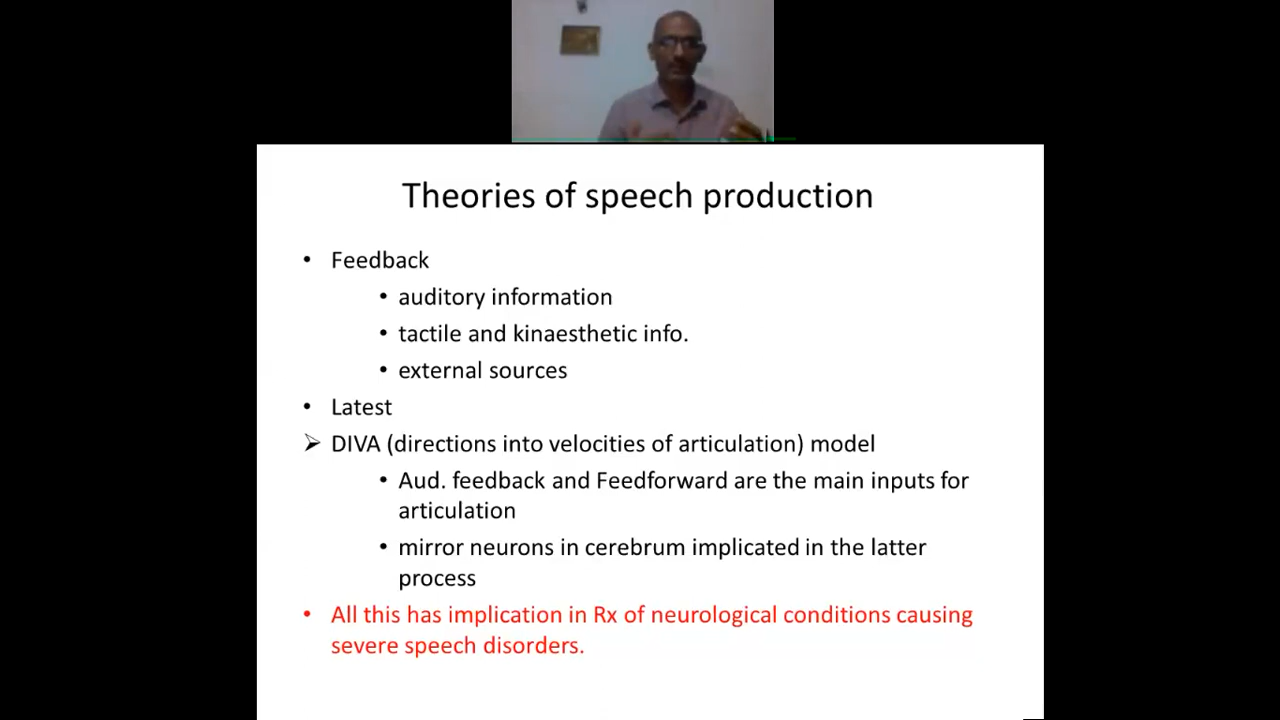 Theories of speech production
• Feedback
• auditory information
• tactile and kinaesthetic info.
• external sources
• Latest
➢ DIVA (directions into velocities of articulation) model
• Aud. feedback and Feedforward are the main inputs for
articulation
• mirror neurons in cerebrum implicated in the latter
process
• All this has implication in Rx of neurological conditions causing
severe speech disorders.